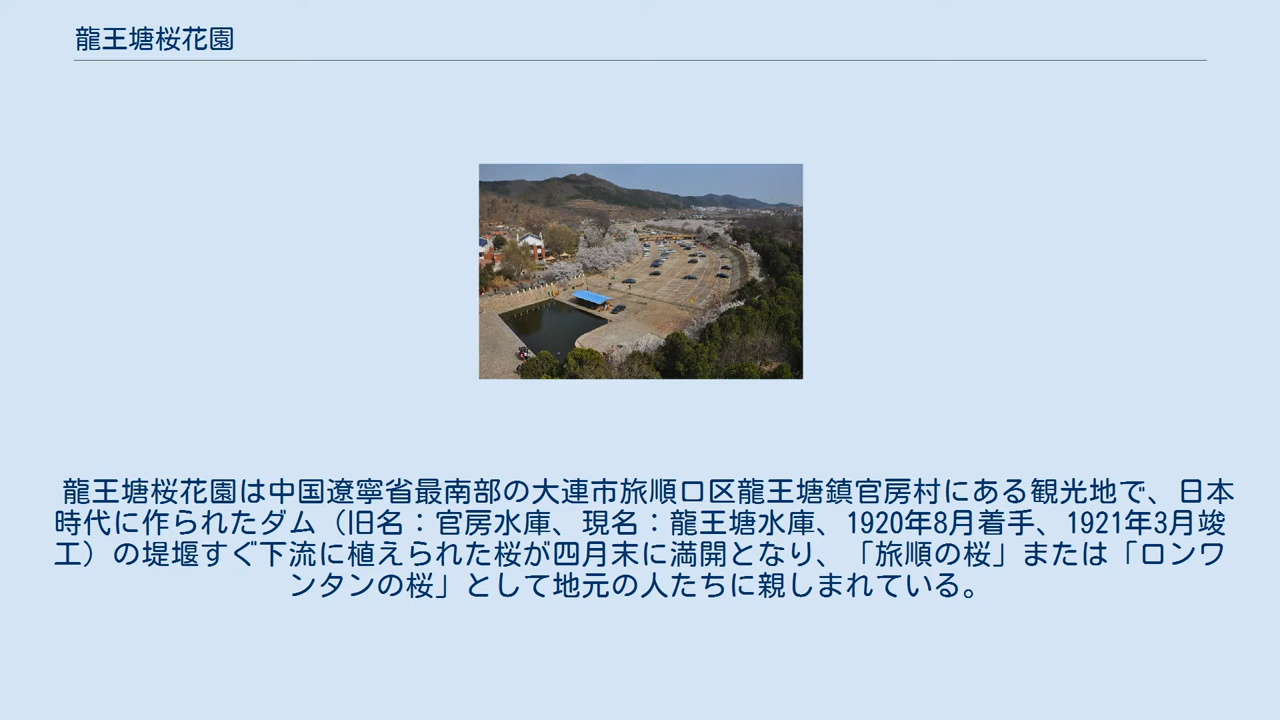 龍王塘桜花園
龍王塘桜花園は中国遼寧省最南部の大連市旅順口区龍王塘鎮官房村にある観光地で、日本
時代に作られたダム（旧名：官房水庫、現名：龍王塘水庫、1920年8月着手、1921年3月竣
工）の堤堰すぐ下流に植えられた桜が四月末に満開となり、「旅順の桜」または「ロンワ
ンタンの桜」として地元の人たちに親しまれている。